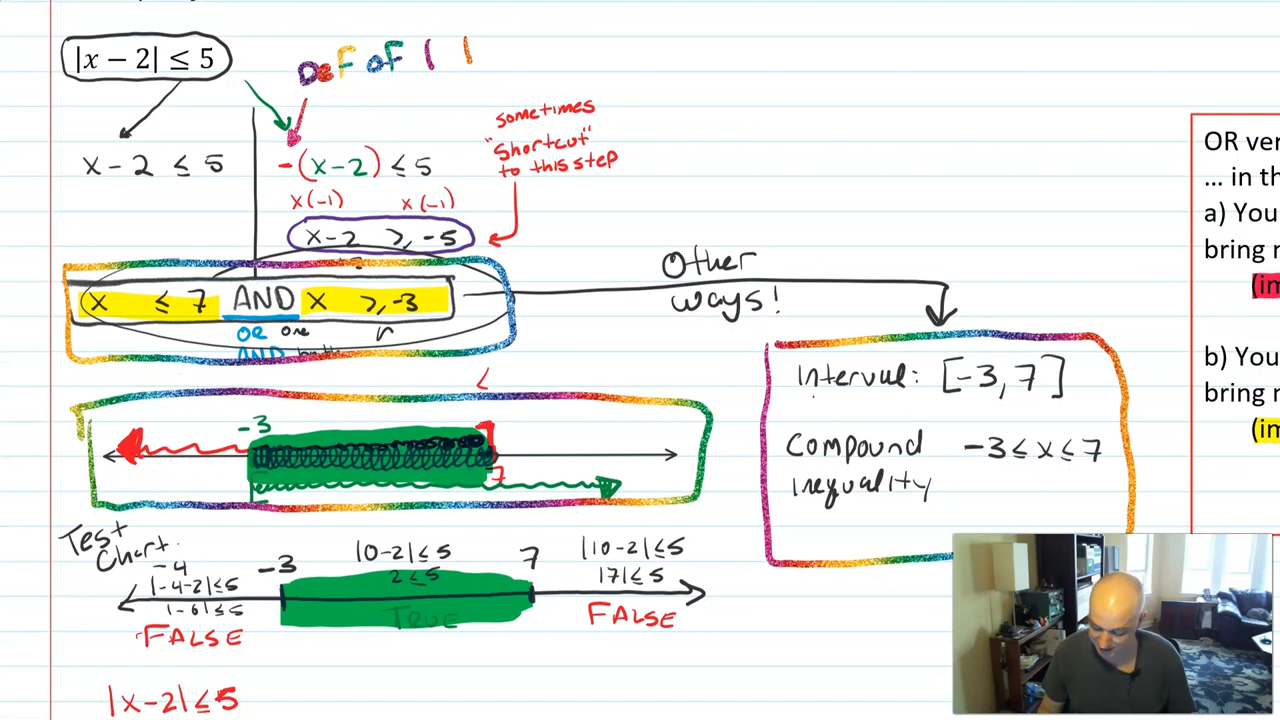 |x − 2| ≤ 5
DEF OF | |
sometimes
"shortcut"
to this step
x - 2 ≤ 5
-(x-2) ≤ 5
x(-1) x(-1)
x-2 ≥ -5
x ≤ 7 AND x ≥ -3
OR one
AND
Other
ways!
Interval: [-3, 7]
Compound -3 ≤ x ≤ 7
inequality
-3
7
Test
Chart.
-4
|-4-2| ≤ 5
|-6| ≤ 5
FALSE
-3
|0-2| ≤ 5
2 ≤ 5
TRUE
7
|10-2| ≤ 5
FALSE
|x-2| ≤ 5
OR ver
... in th
a) You
bring n
(im
b) You
bring n
(im